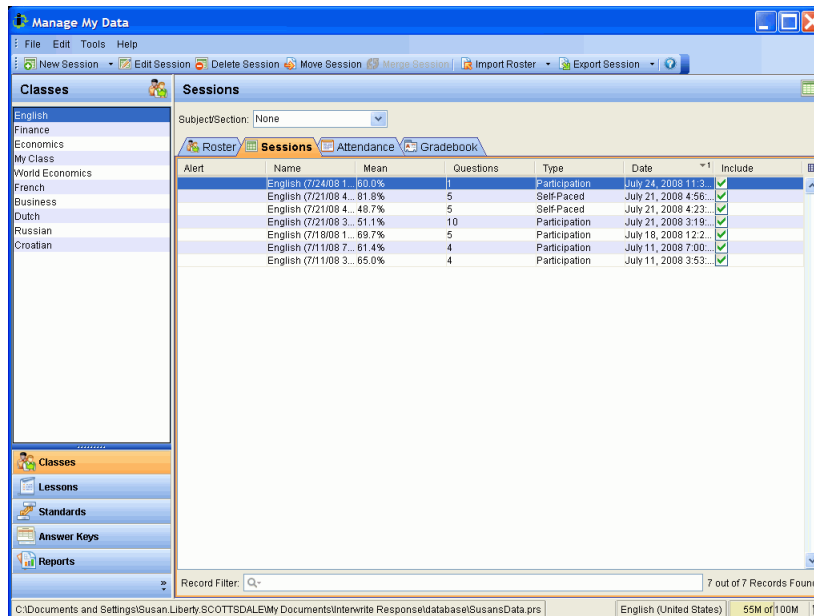 Manage My Data
File Edit Tools Help
New Session Edit Session Delete Session Move Session Merge Session Import Roster Export Session
Classes
English
Finance
Economics
My Class
World Economics
French
Business
Dutch
Russian
Croatian
Classes
Lessons
Standards
Answer Keys
Reports
Sessions
Subject/Section: None
Roster Sessions Attendance Gradebook
Alert Name Mean Questions Type Date 1 Include
English (7/24/08 1... 60.0% 1 Participation July 24, 2008 11:3...
English (7/21/08 4... 81.8% 5 Self-Paced July 21, 2008 4:56:...
English (7/21/08 4... 48.7% 5 Self-Paced July 21, 2008 4:23:...
English (7/21/08 3... 51.1% 10 Participation July 21, 2008 3:19:...
English (7/18/08 1... 69.7% 5 Participation July 18, 2008 12:2...
English (7/11/08 7... 61.4% 4 Participation July 11, 2008 7:00:...
English (7/11/08 3... 65.0% 4 Participation July 11, 2008 3:53:...
Record Filter: 7 out of 7 Records Found
C:\Documents and Settings\Susan.Liberty.SCOTTSDALE\My Documents\Interwrite Response\database\SusansData.prs English (United States) 55M of 100M